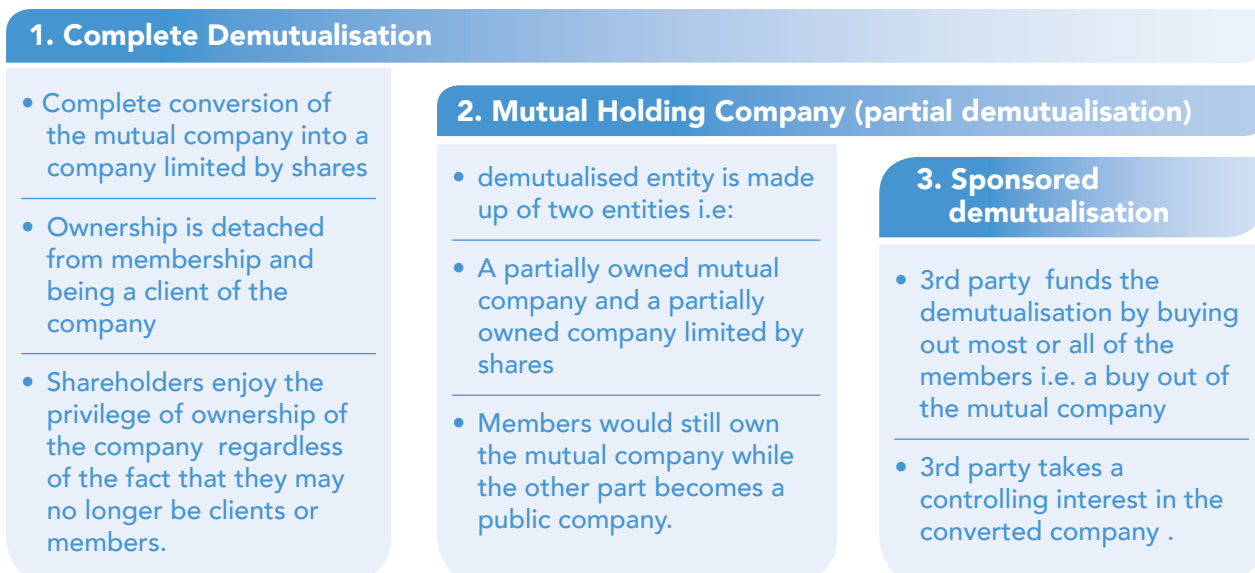 1. Complete Demutualisation
• Complete conversion of
the mutual company into a
company limited by shares
• Ownership is detached
from membership and
being a client of the
company
• Shareholders enjoy the
privilege of ownership of
the company regardless
of the fact that they may
no longer be clients or
members.
2. Mutual Holding Company (partial demutualisation)
• demutualised entity is made
up of two entities i.e:
• A partially owned mutual
company and a partially
owned company limited by
shares
• Members would still own
the mutual company while
the other part becomes a
public company.
3. Sponsored
demutualisation
• 3rd party funds the
demutualisation by buying
out most or all of the
members i.e. a buy out of
the mutual company
• 3rd party takes a
controlling interest in the
converted company .